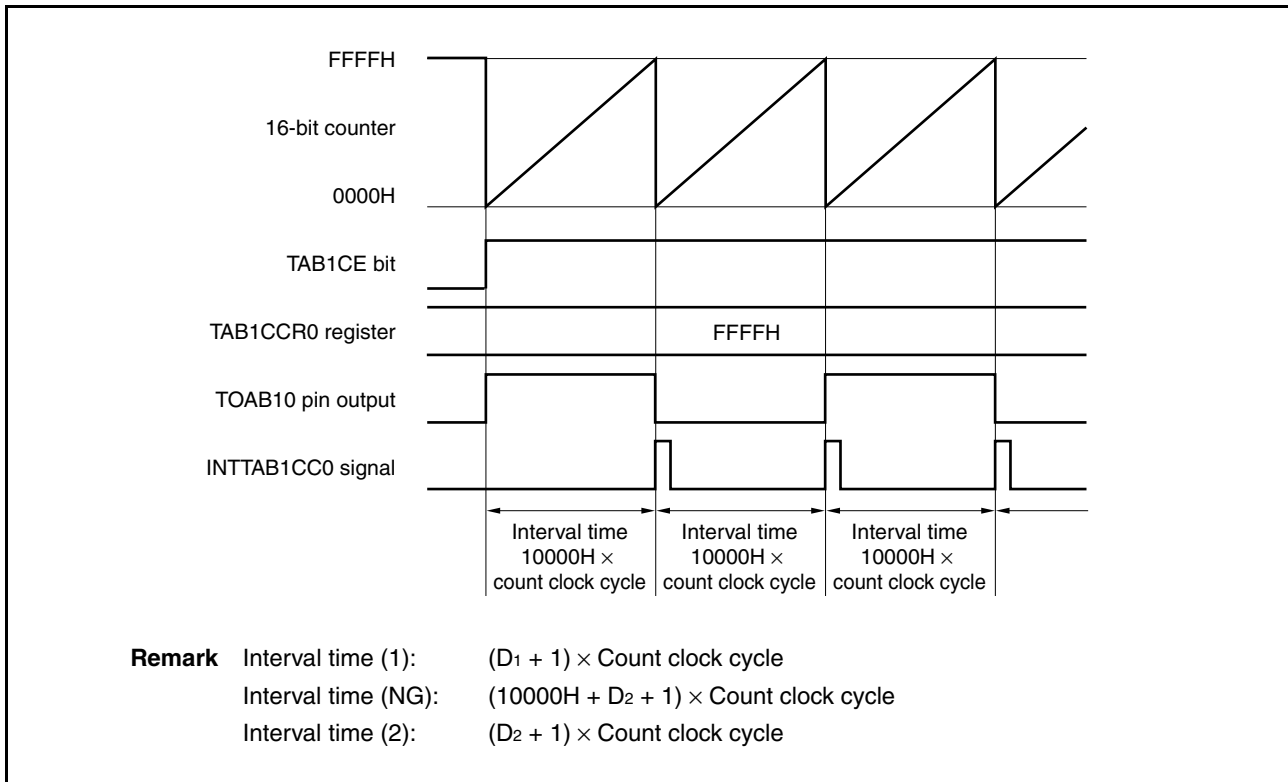 FFFFH
16-bit counter
0000H
TAB1CE bit
TAB1CCR0 register
FFFFH
TOAB10 pin output
INTTAB1CC0 signal
Interval time
10000H ×
count clock cycle
Interval time
10000H ×
count clock cycle
Interval time
10000H ×
count clock cycle
Remark Interval time (1): (D1 + 1) × Count clock cycle
Interval time (NG): (10000H + D2 + 1) × Count clock cycle
Interval time (2): (D2 + 1) × Count clock cycle